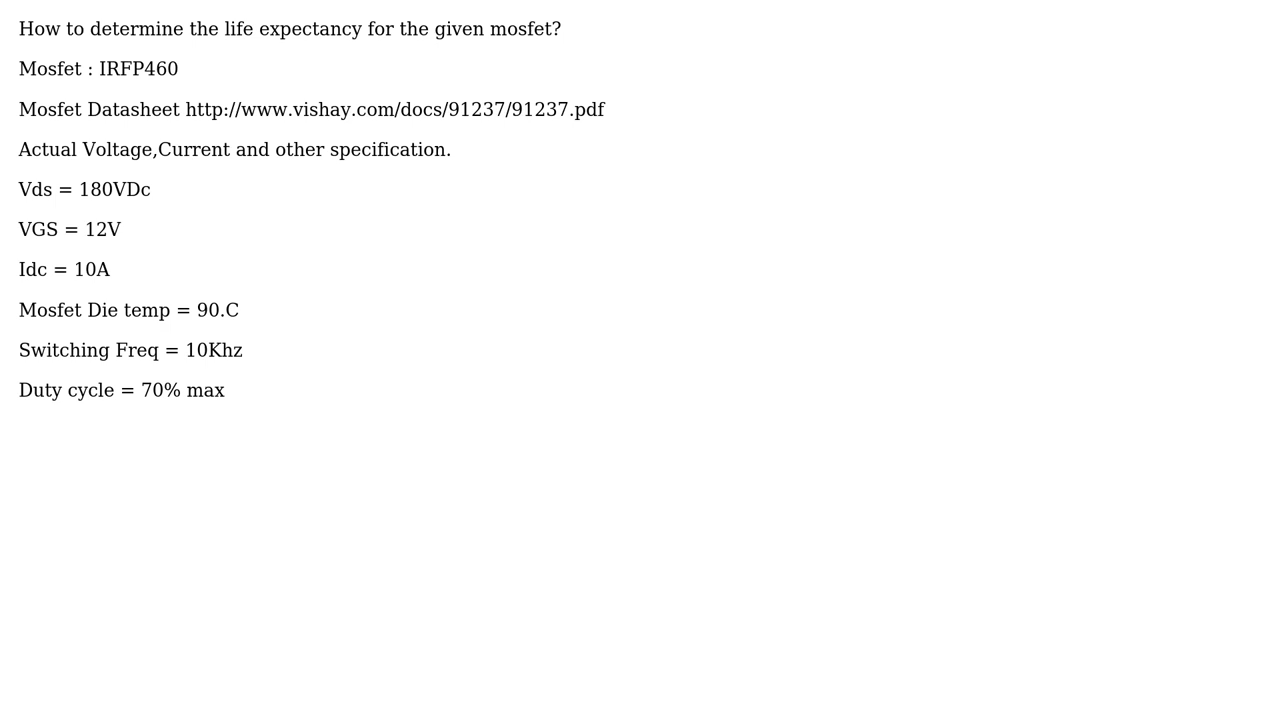 How to determine the life expectancy for the given mosfet?
Mosfet : IRFP460
Mosfet Datasheet http://www.vishay.com/docs/91237/91237.pdf
Actual Voltage,Current and other specification.
Vds = 180VDc
VGS = 12V
Idc = 10A
Mosfet Die temp = 90.C
Switching Freq = 10Khz
Duty cycle = 70% max